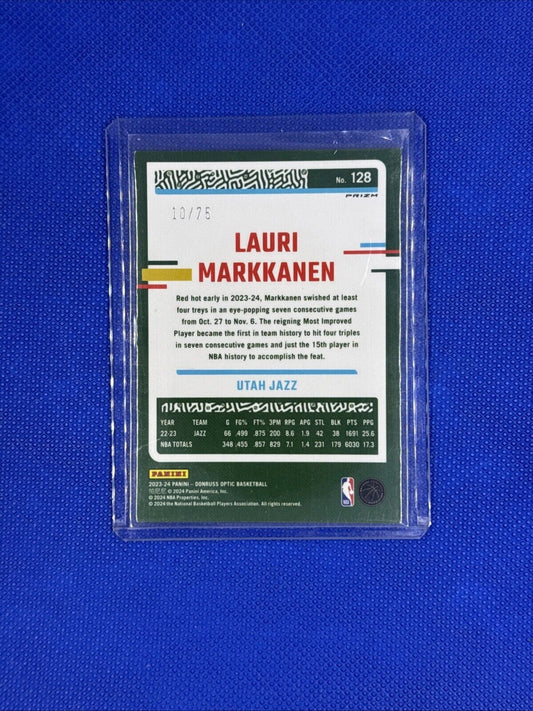 No. 128
PRIZM
10/75
LAURI
MARKKANEN
Red hot early in 2023-24, Markkanen swished at least
four treys in an eye-popping seven consecutive games
from Oct. 27 to Nov. 6. The reigning Most Improved
Player became the first in team history to hit four triples
in seven consecutive games and just the 15th player in
NBA history to accomplish the feat.
UTAH JAZZ
YEAR TEAM G FG% FT% 3PM RPG APG STL BLK PTS PPG
22-23 JAZZ 66 .499 .875 200 8.6 1.9 42 38 1691 25.6
NBA TOTALS 348 .455 .857 829 7.1 1.4 231 179 6030 17.3
PANINI
2023-24 PANINI – DONRUSS OPTIC BASKETBALL
© 2024 Panini America, Inc.
© 2024 NBA Properties, Inc.
© 2024 the National Basketball Players Association. All rights reserved.